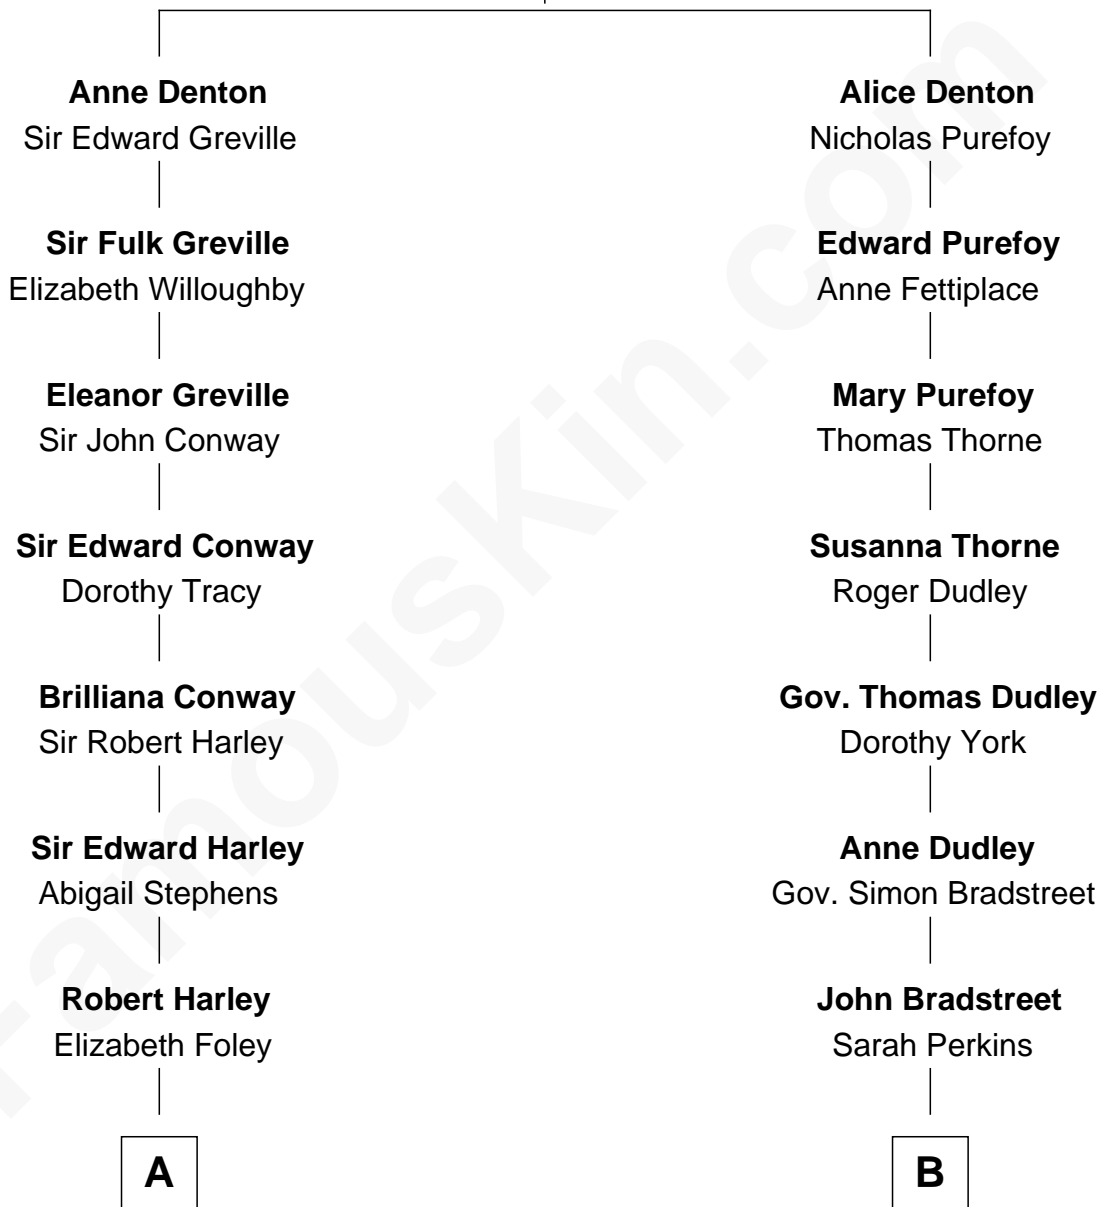 Anne Denton
Sir Edward Greville
Sir Fulk Greville
Elizabeth Willoughby
Eleanor Greville
Sir John Conway
Sir Edward Conway
Dorothy Tracy
Brilliana Conway
Sir Robert Harley
Sir Edward Harley
Abigail Stephens
Robert Harley
Elizabeth Foley
A
Alice Denton
Nicholas Purefoy
Edward Purefoy
Anne Fettiplace
Mary Purefoy
Thomas Thorne
Susanna Thorne
Roger Dudley
Gov. Thomas Dudley
Dorothy York
Anne Dudley
Gov. Simon Bradstreet
John Bradstreet
Sarah Perkins
B
FamousKin.com